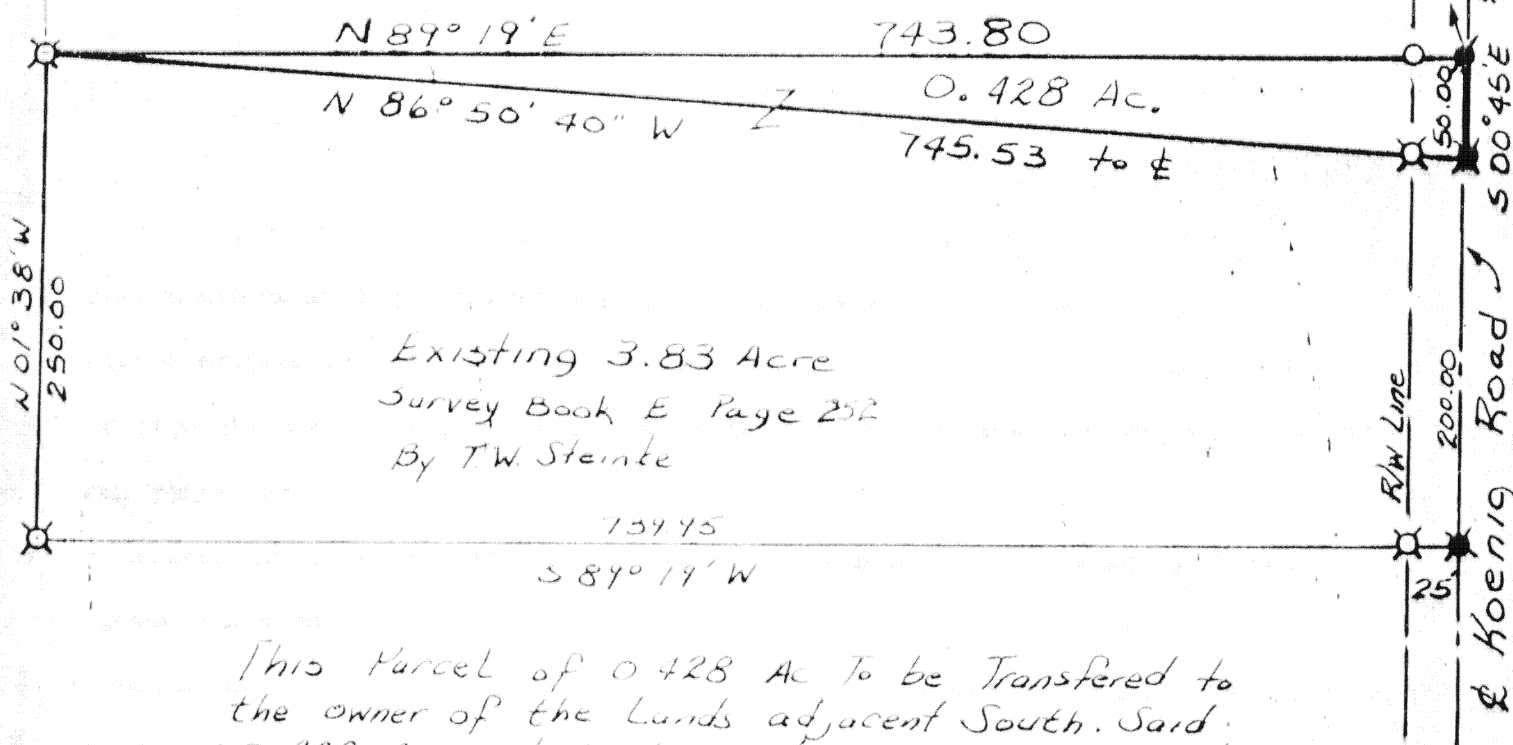 N 89° 19' E 743.80
0.428 Ac.
N 86° 50' 40" W
745.53 to ℄
50.00
S 00° 45' E
N 01° 38' W
250.00
Existing 3.83 Acre
Survey Book E Page 252
By T.W. Steinke
R/W Line
200.00
℄ Koenig Road
S 89° 19' W
25'
This Parcel of 0.428 Ac To be Transfered to
the owner of the Lands adjacent South. Said